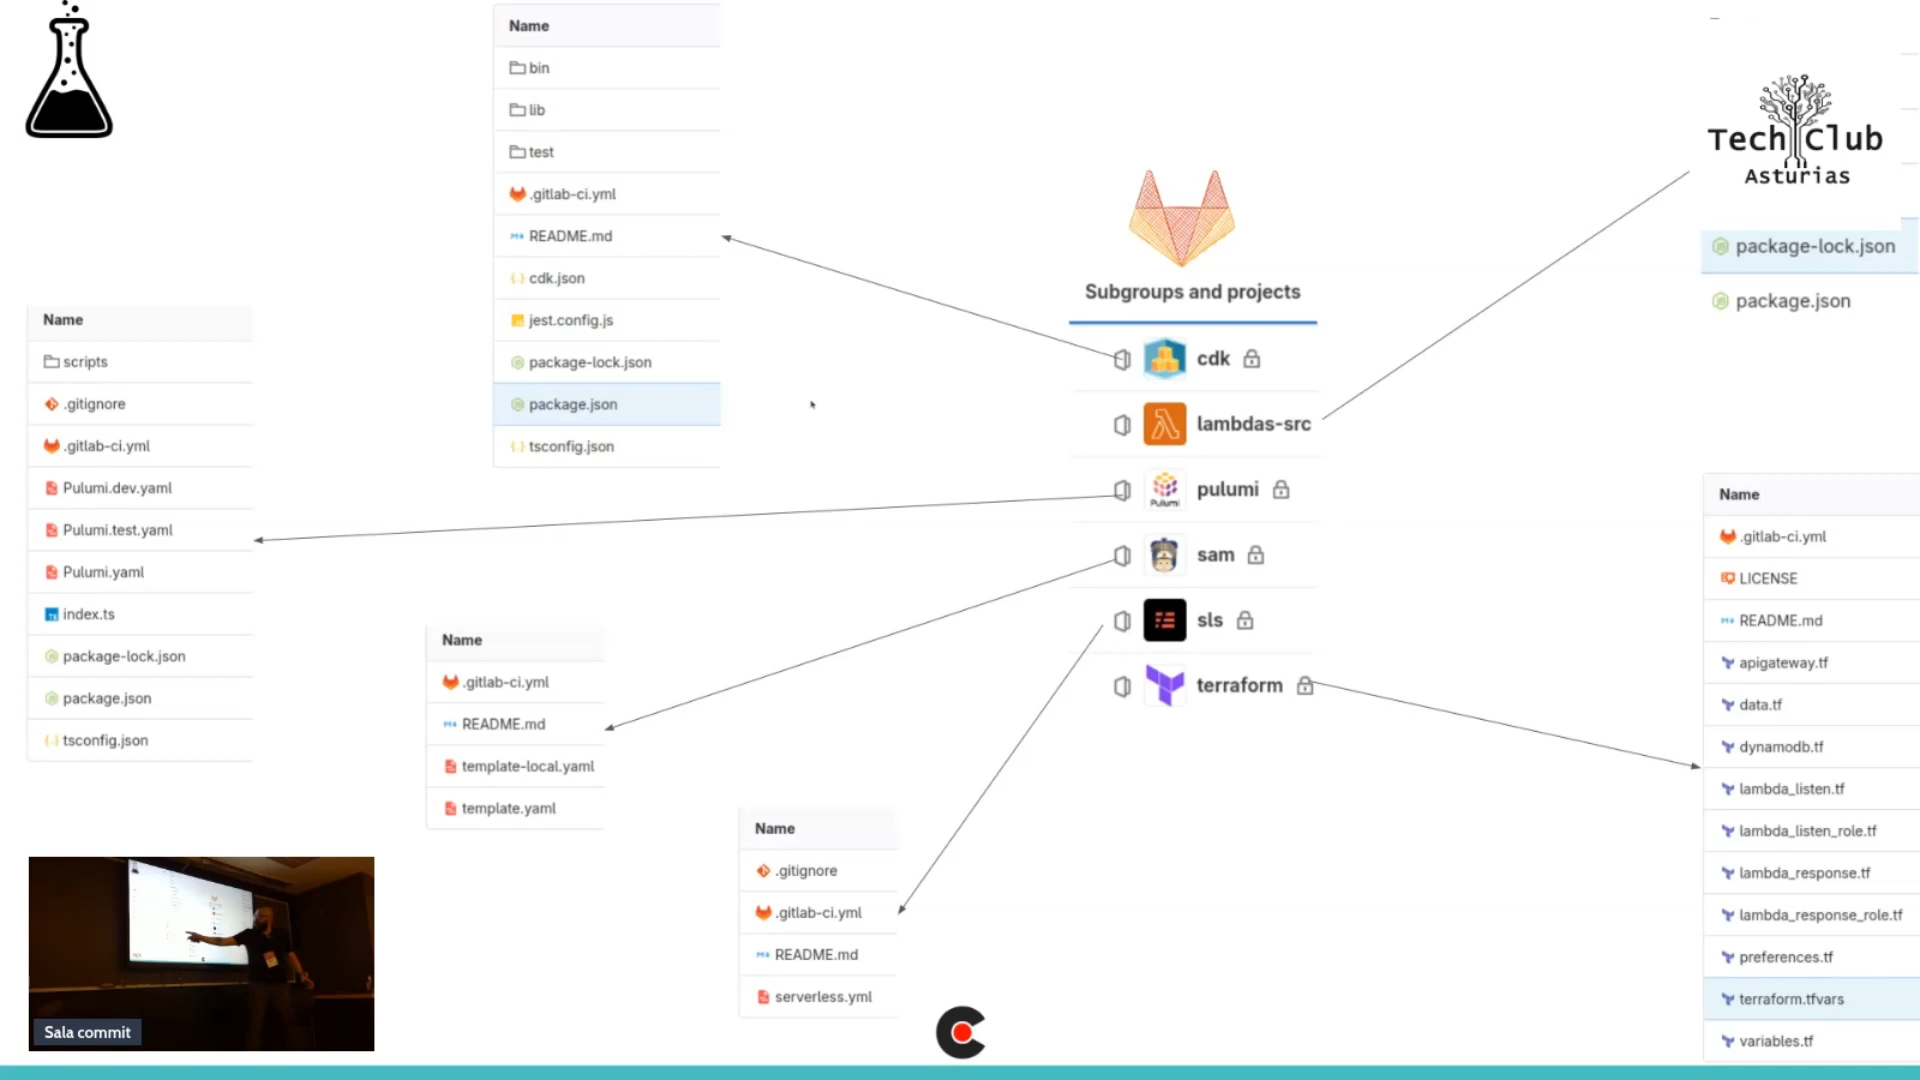 Name
bin
lib
test
.gitlab-ci.yml
README.md
cdk.json
jest.config.js
package-lock.json
package.json
tsconfig.json
Name
scripts
.gitignore
.gitlab-ci.yml
Pulumi.dev.yaml
Pulumi.test.yaml
Pulumi.yaml
index.ts
package-lock.json
package.json
tsconfig.json
Name
.gitlab-ci.yml
README.md
template-local.yaml
template.yaml
Name
.gitignore
.gitlab-ci.yml
README.md
serverless.yml
Subgroups and projects
cdk
lambdas-src
Pulumi
pulumi
sam
sls
terraform
Tech Club
Asturias
package-lock.json
package.json
Name
.gitlab-ci.yml
LICENSE
README.md
apigateway.tf
data.tf
dynamodb.tf
lambda_listen.tf
lambda_listen_role.tf
lambda_response.tf
lambda_response_role.tf
preferences.tf
terraform.tfvars
variables.tf
Sala commit